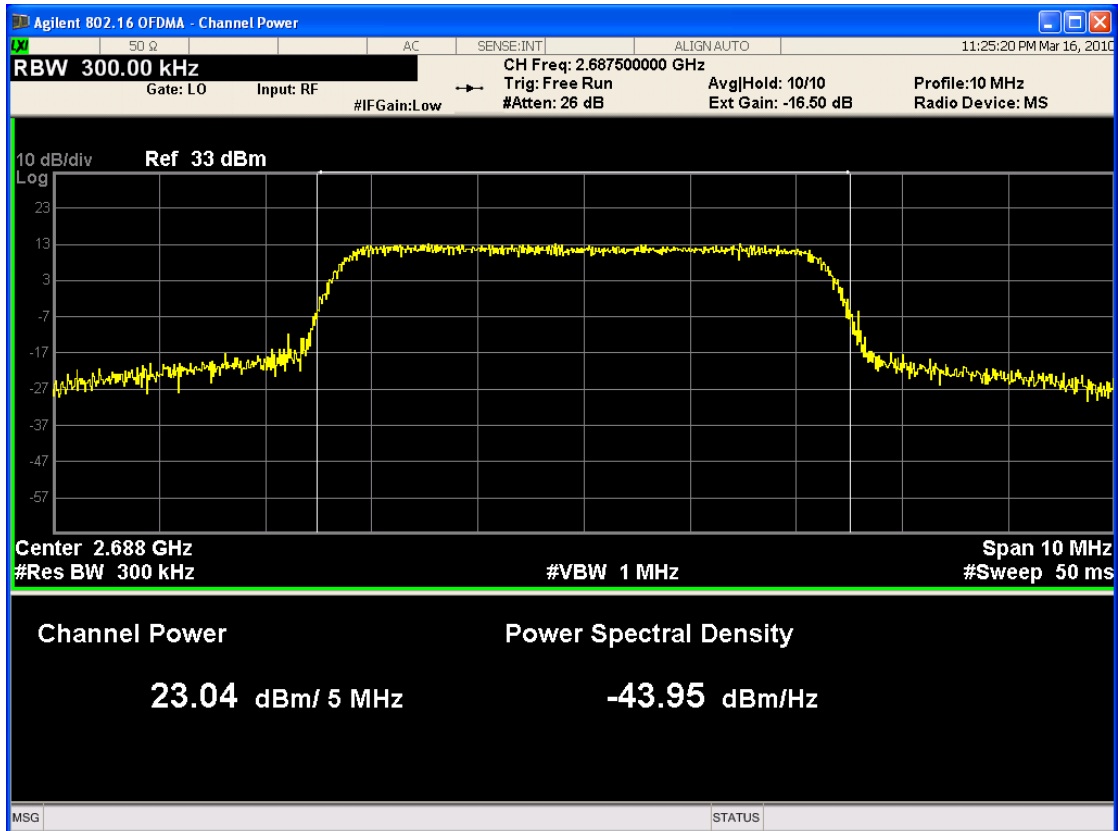 Agilent 802.16 OFDMA - Channel Power
LXI 50 Ω AC SENSE:INT ALIGN AUTO 11:25:20 PM Mar 16, 2010
RBW 300.00 kHz
Gate: LO Input: RF #IFGain:Low
CH Freq: 2.687500000 GHz
Trig: Free Run Avg|Hold: 10/10 Profile:10 MHz
#Atten: 26 dB Ext Gain: -16.50 dB Radio Device: MS
10 dB/div Ref 33 dBm
Log
23
13
3
-7
-17
-27
-37
-47
-57
Center 2.688 GHz Span 10 MHz
#Res BW 300 kHz #VBW 1 MHz #Sweep 50 ms
Channel Power Power Spectral Density
23.04 dBm/ 5 MHz -43.95 dBm/Hz
MSG STATUS